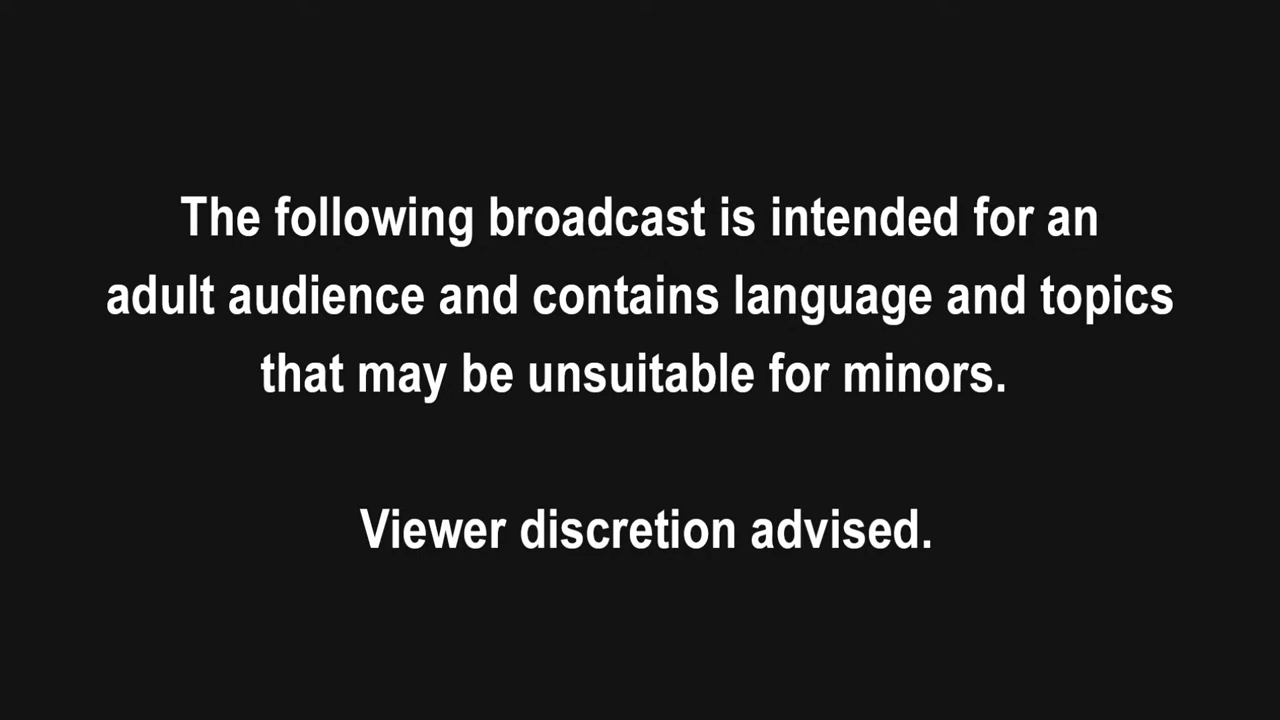 The following broadcast is intended for an
adult audience and contains language and topics
that may be unsuitable for minors.
Viewer discretion advised.